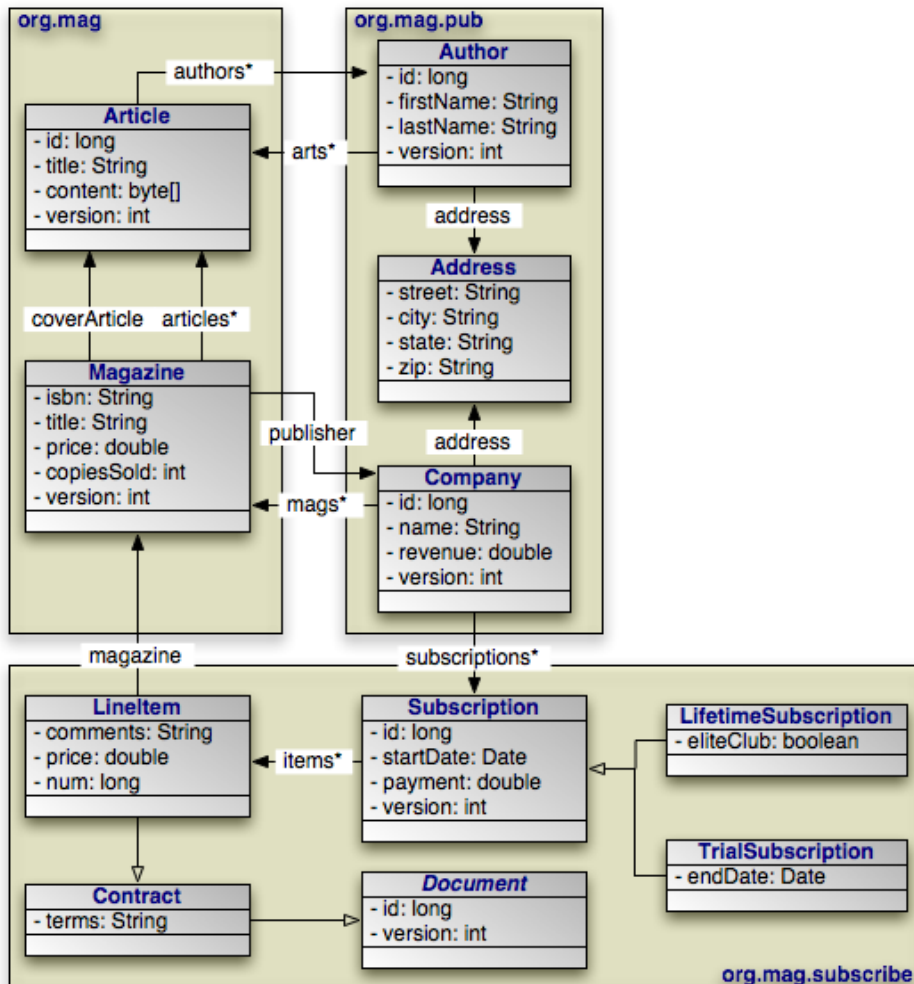 org.mag
authors*
Article
- id: long
- title: String
- content: byte[]
- version: int
arts*
coverArticle
articles*
Magazine
- isbn: String
- title: String
- price: double
- copiesSold: int
- version: int
publisher
mags*
org.mag.pub
Author
- id: long
- firstName: String
- lastName: String
- version: int
address
Address
- street: String
- city: String
- state: String
- zip: String
address
Company
- id: long
- name: String
- revenue: double
- version: int
magazine
subscriptions*
LineItem
- comments: String
- price: double
- num: long
items*
Subscription
- id: long
- startDate: Date
- payment: double
- version: int
LifetimeSubscription
- eliteClub: boolean
TrialSubscription
- endDate: Date
Contract
- terms: String
Document
- id: long
- version: int
org.mag.subscribe